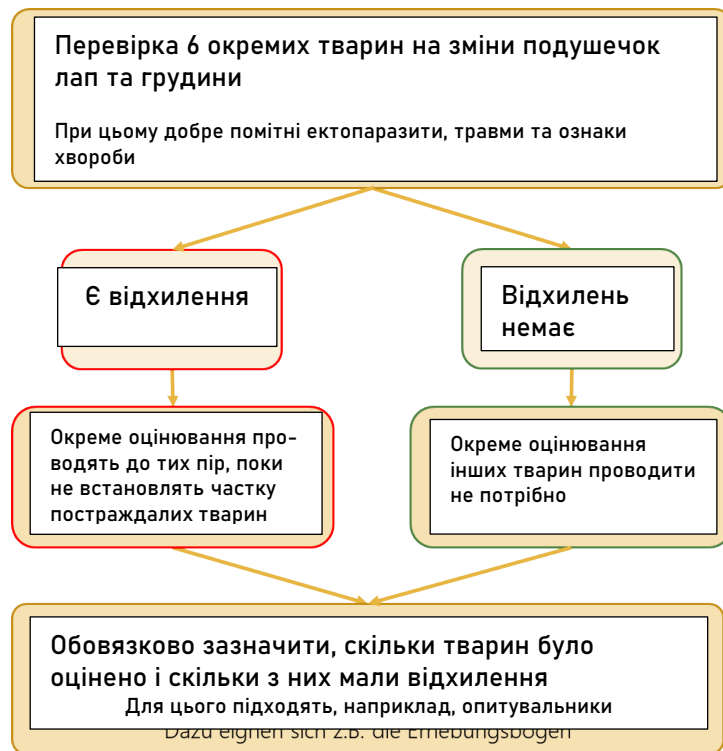 Перевірка 6 окремих тварин на зміни подушечок
лап та грудини
При цьому добре помітні ектопаразити, травми та ознаки
хвороби
Є відхилення
Відхилень
немає
Окреме оцінювання про-
водять до тих пір, поки
не встановлять частку
постраждалих тварин
Окреме оцінювання
інших тварин проводити
не потрібно
Обовязково зазначити, скільки тварин було
оцінено і скільки з них мали відхилення
Для цього підходять, наприклад, опитувальники
Dazu eignen sich z.B. die Erhebungsbögen